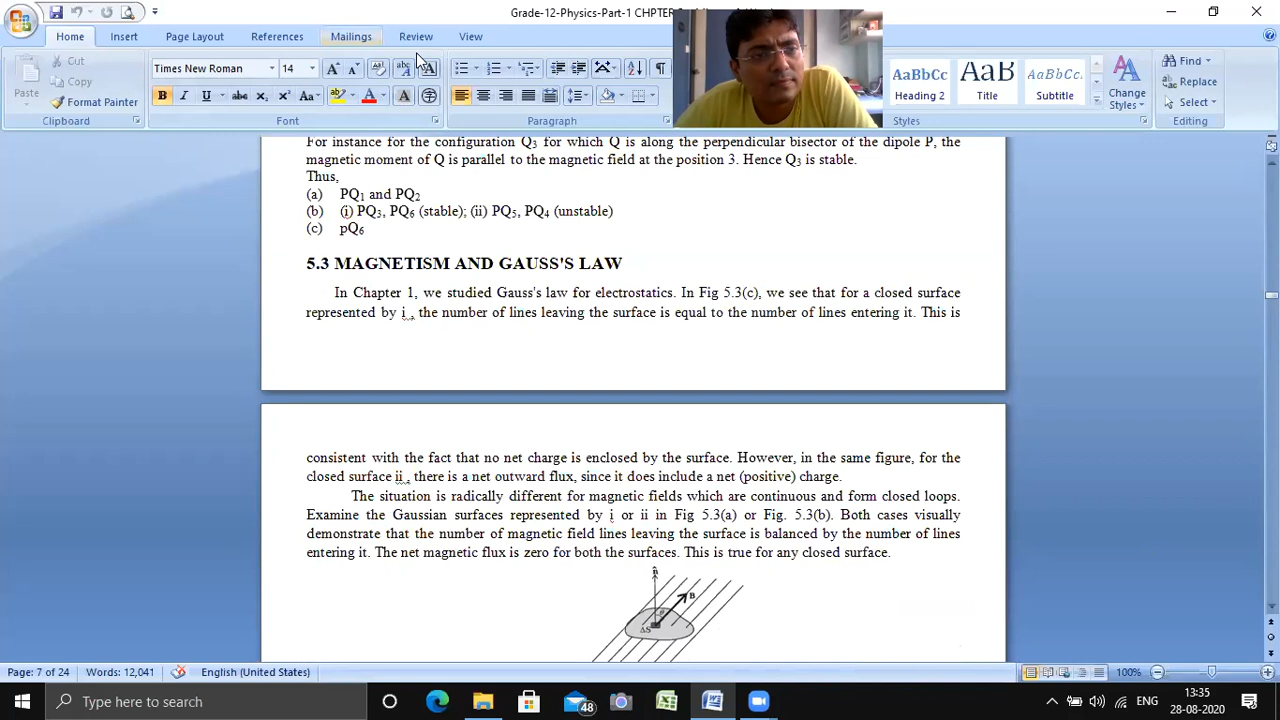 Grade-12-Physics-Part-1 CHPTER
Home Insert Page Layout References Mailings Review View
Cut
Copy
Paste
Format Painter
Times New Roman 14
AaBbCc AaB AaBbCc
Heading 2 Title Subtitle
Change Styles
Find
Replace
Select
Clipboard Font Paragraph Styles Editing
For instance for the configuration Q3 for which Q is along the perpendicular bisector of the dipole P, the
magnetic moment of Q is parallel to the magnetic field at the position 3. Hence Q3 is stable.
Thus,
(a) PQ1 and PQ2
(b) (i) PQ3, PQ6 (stable); (ii) PQ5, PQ4 (unstable)
(c) pQ6
5.3 MAGNETISM AND GAUSS'S LAW
In Chapter 1, we studied Gauss's law for electrostatics. In Fig 5.3(c), we see that for a closed surface
represented by i , the number of lines leaving the surface is equal to the number of lines entering it. This is
consistent with the fact that no net charge is enclosed by the surface. However, in the same figure, for the
closed surface ii , there is a net outward flux, since it does include a net (positive) charge.
The situation is radically different for magnetic fields which are continuous and form closed loops.
Examine the Gaussian surfaces represented by i or ii in Fig 5.3(a) or Fig. 5.3(b). Both cases visually
demonstrate that the number of magnetic field lines leaving the surface is balanced by the number of lines
entering it. The net magnetic flux is zero for both the surfaces. This is true for any closed surface.
n̂
B
θ
ΔS
Page: 7 of 24 Words: 12,041 English (United States) 100%
Type here to search
48
ENG
13:35
28-08-2020